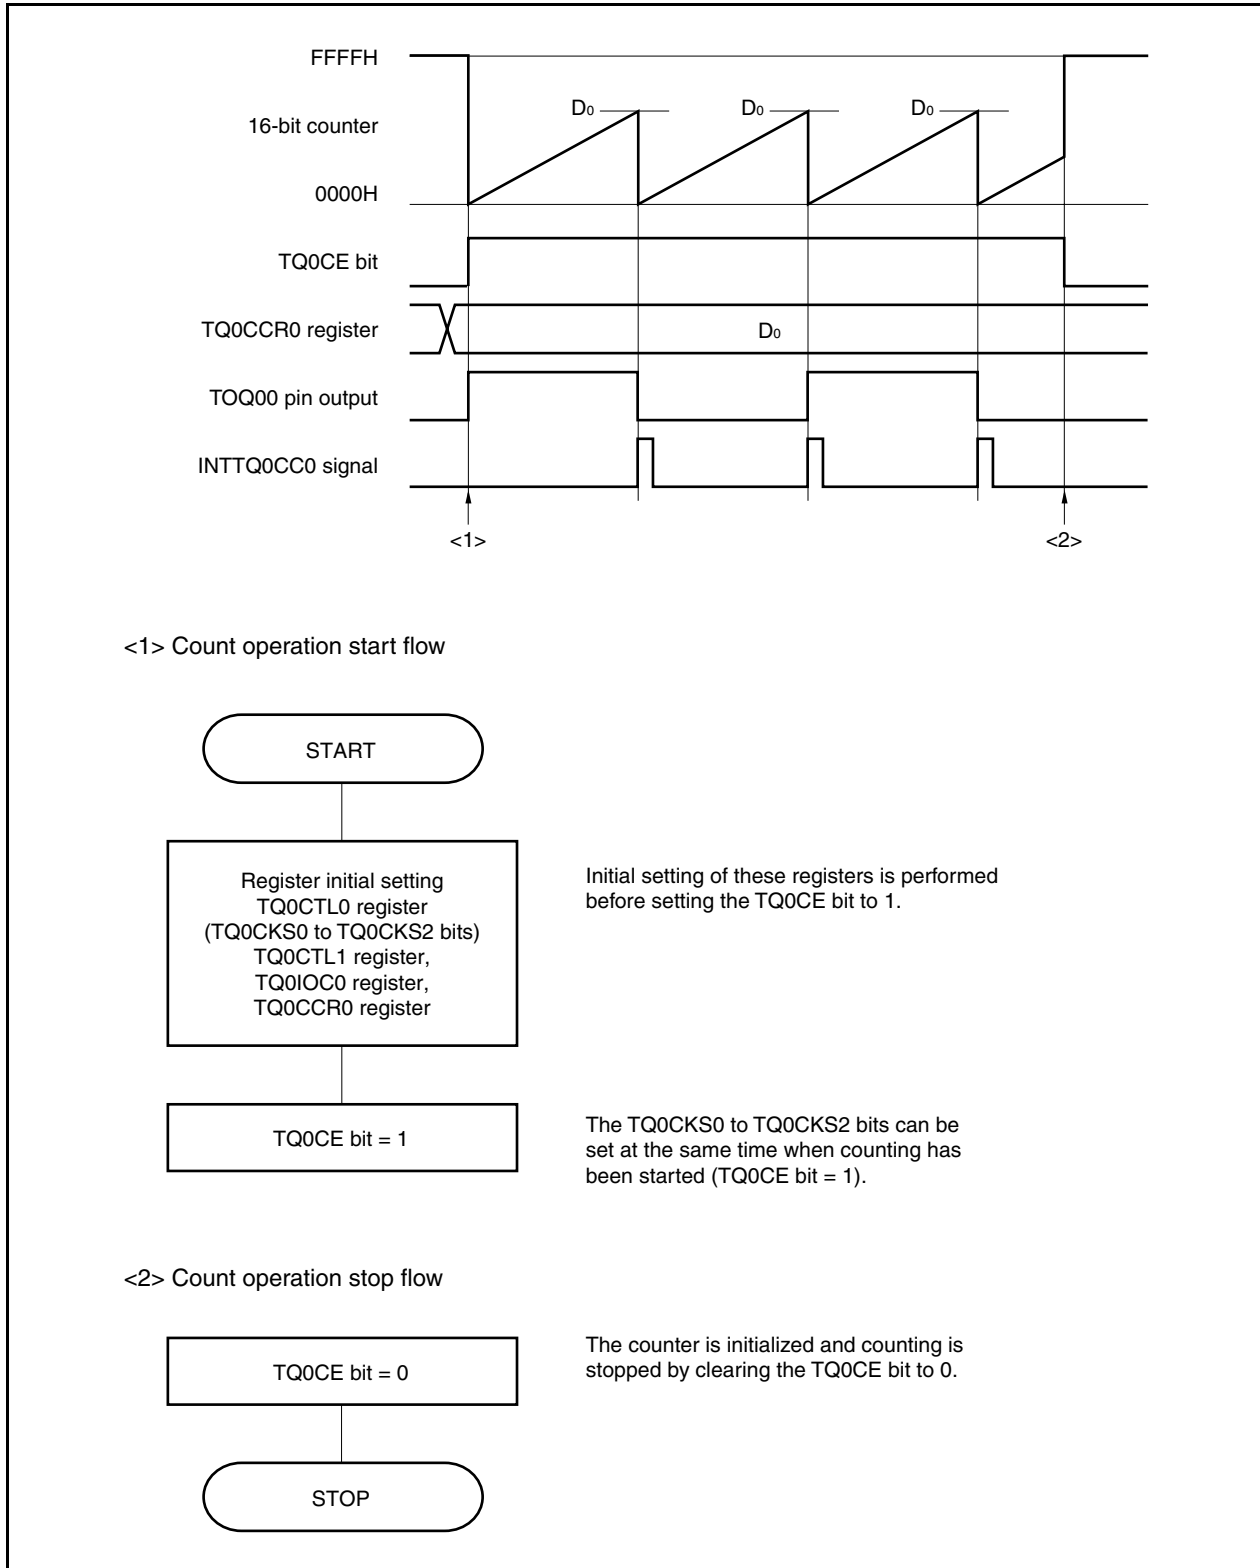 FFFFH
D0 D0 D0
16-bit counter
0000H
TQ0CE bit
TQ0CCR0 register
D0
TOQ00 pin output
INTTQ0CC0 signal
<1> <2>
<1> Count operation start flow
START
Register initial setting
TQ0CTL0 register
(TQ0CKS0 to TQ0CKS2 bits)
TQ0CTL1 register,
TQ0IOC0 register,
TQ0CCR0 register
Initial setting of these registers is performed
before setting the TQ0CE bit to 1.
TQ0CE bit = 1
The TQ0CKS0 to TQ0CKS2 bits can be
set at the same time when counting has
been started (TQ0CE bit = 1).
<2> Count operation stop flow
TQ0CE bit = 0
The counter is initialized and counting is
stopped by clearing the TQ0CE bit to 0.
STOP